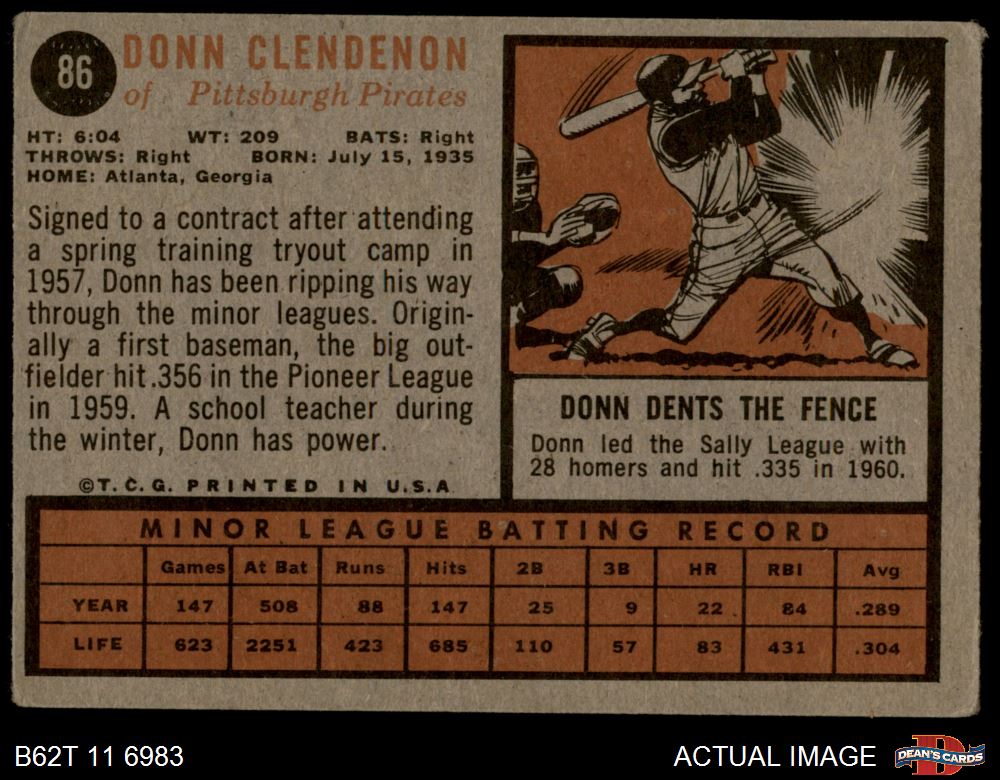 86
DONN CLENDENON
of Pittsburgh Pirates
HT: 6:04 WT: 209 BATS: Right
THROWS: Right BORN: July 15, 1935
HOME: Atlanta, Georgia
Signed to a contract after attending
a spring training tryout camp in
1957, Donn has been ripping his way
through the minor leagues. Origin-
ally a first baseman, the big out-
fielder hit .356 in the Pioneer League
in 1959. A school teacher during
the winter, Donn has power.
©T. C. G. PRINTED IN U.S.A
DONN DENTS THE FENCE
Donn led the Sally League with
28 homers and hit .335 in 1960.
MINOR LEAGUE BATTING RECORD
Games At Bat Runs Hits 2B 3B HR RBI Avg
YEAR 147 508 88 147 25 9 22 84 .289
LIFE 623 2251 423 685 110 57 83 431 .304
B62T 11 6983
ACTUAL IMAGE
D
DEAN'S CARDS